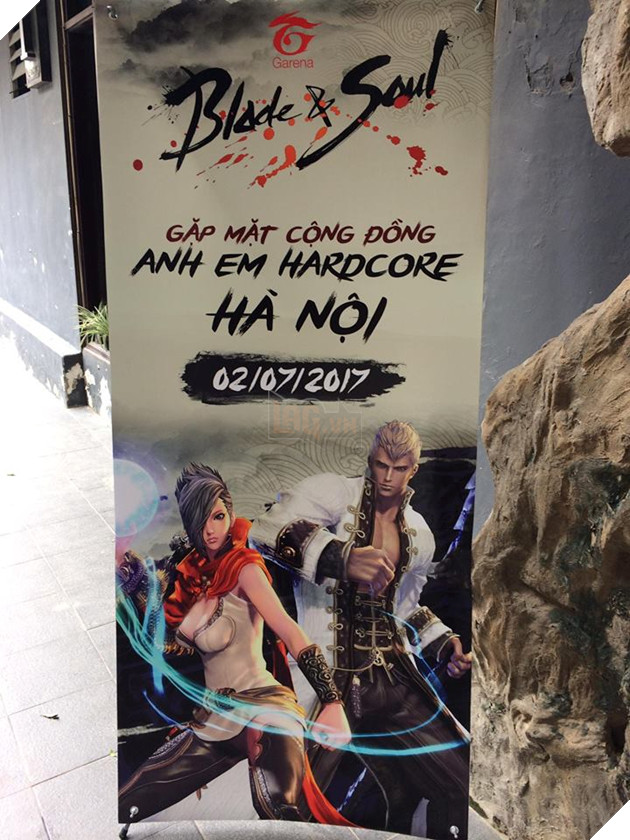 Garena
Blade & Soul
GẶP MẶT CỘNG ĐỒNG
ANH EM HARDCORE
HÀ NỘI
02/07/2017